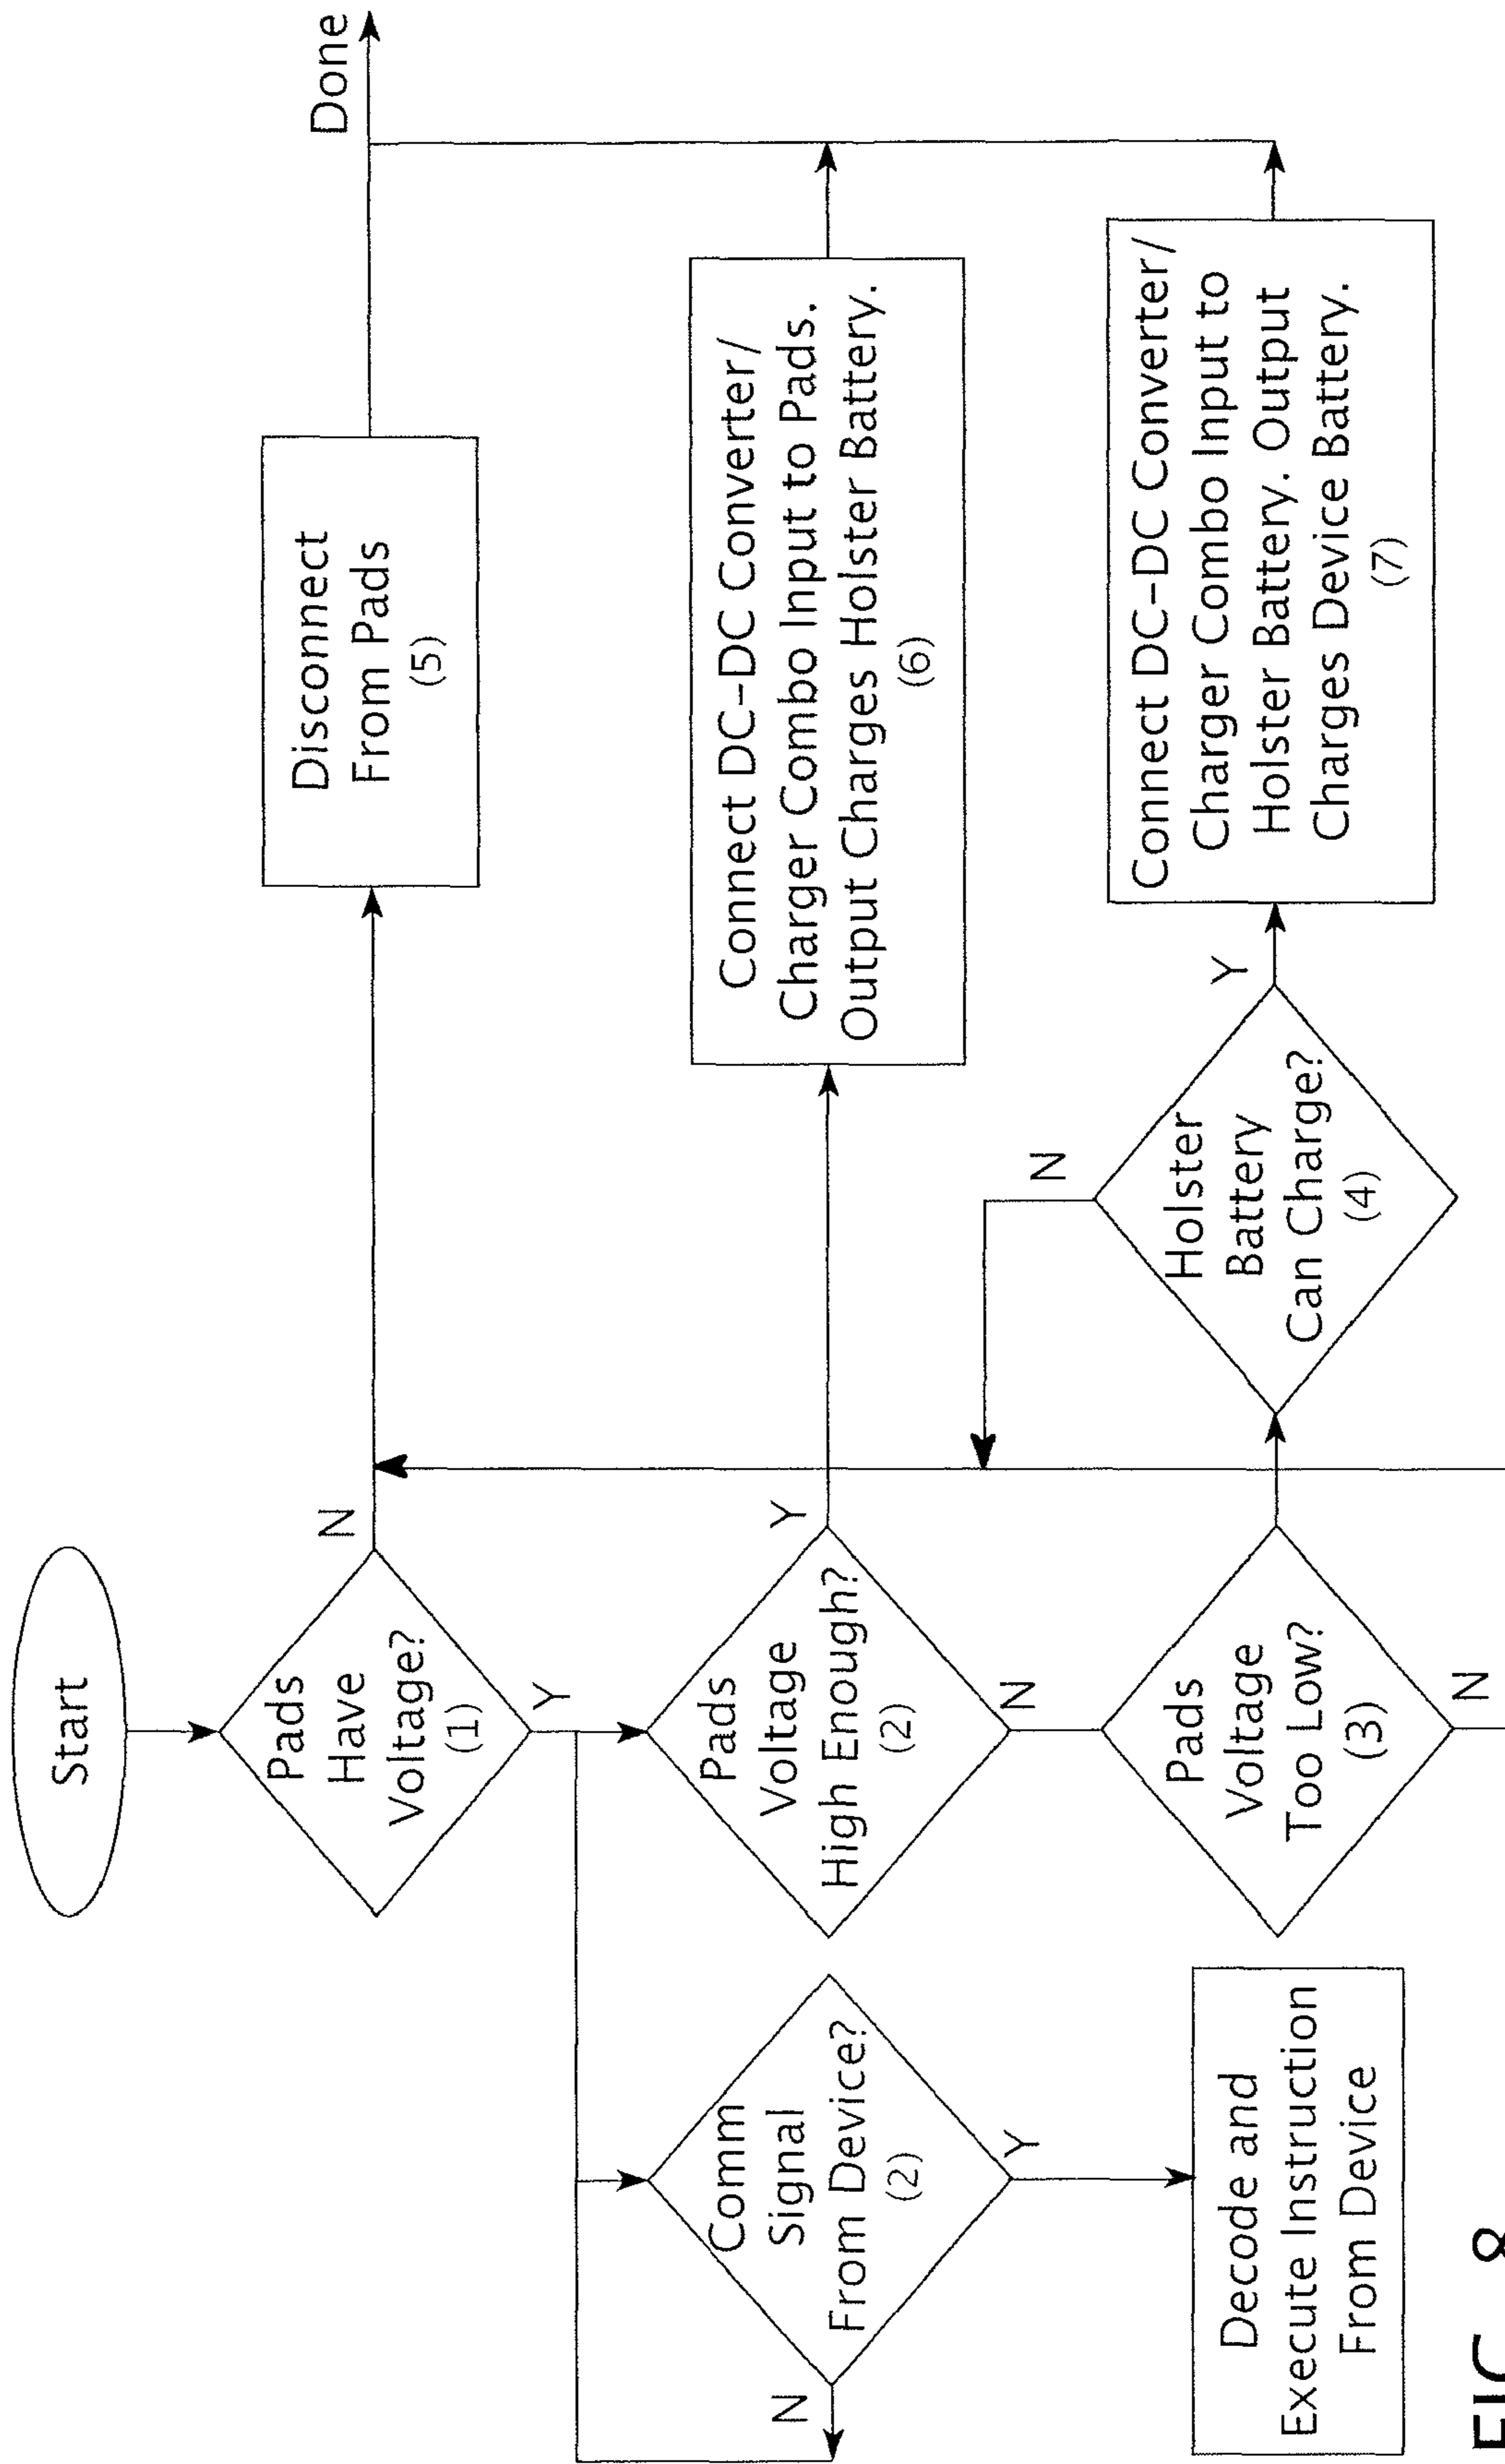 Start
Pads
Have
Voltage?
(1)
N
Y
Disconnect
From Pads
(5)
Done
Comm
Signal
From Device?
(2)
N
Y
Decode and
Execute Instruction
From Device
Pads
Voltage
High Enough?
(2)
Y
N
Connect DC-DC Converter/
Charger Combo Input to Pads.
Output Charges Holster Battery.
(6)
Pads
Voltage
Too Low?
(3)
N
Holster
Battery
Can Charge?
(4)
N
Y
Connect DC-DC Converter/
Charger Combo Input to
Holster Battery. Output
Charges Device Battery.
(7)
FIG. 8